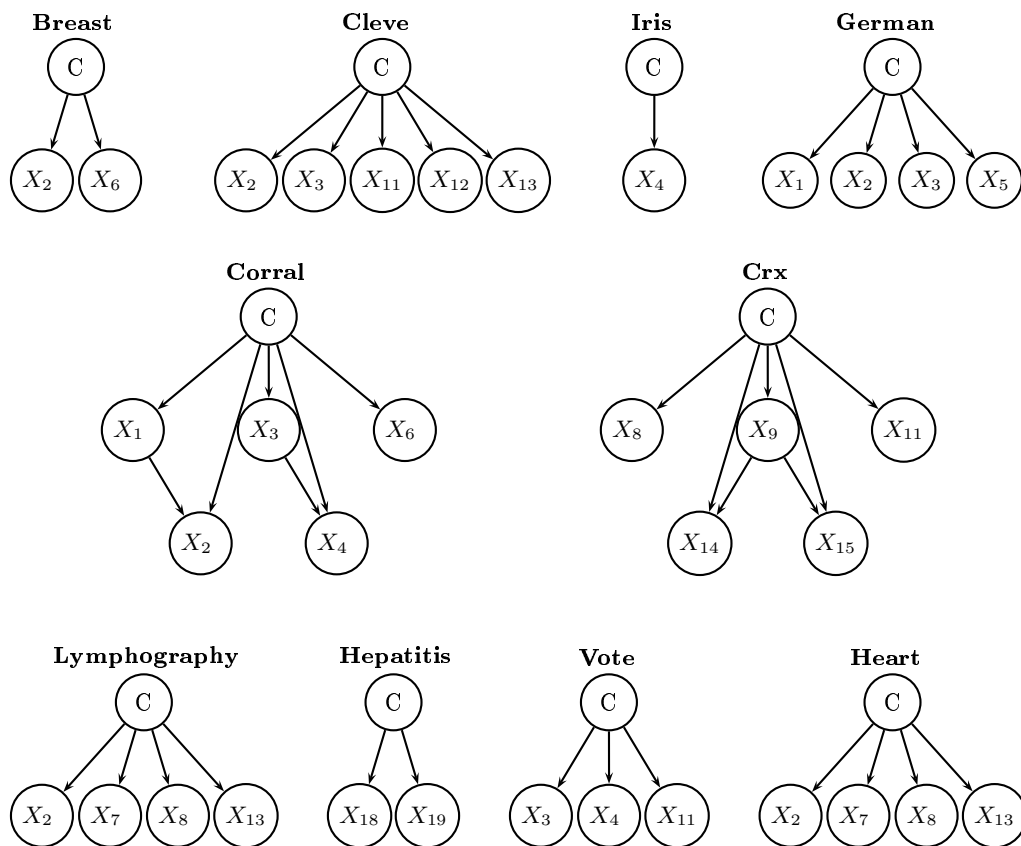 Breast Cleve Iris German
C C C C
X2 X6 X2 X3 X11 X12 X13 X4 X1 X2 X3 X5
Corral Crx
C C
X1 X3 X6 X8 X9 X11
X2 X4 X14 X15
Lymphography Hepatitis Vote Heart
C C C C
X2 X7 X8 X13 X18 X19 X3 X4 X11 X2 X7 X8 X13